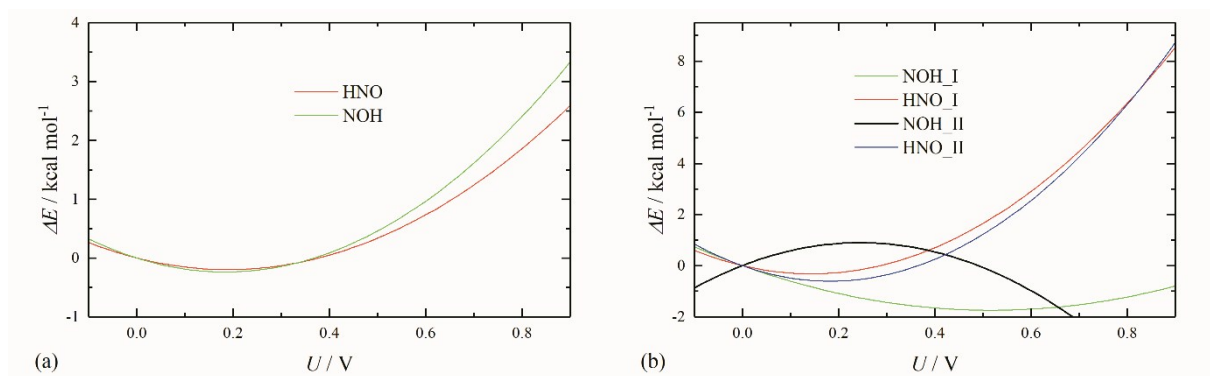 4
3
2
1
0
-1
ΔE / kcal mol⁻¹
HNO
NOH
0.0 0.2 0.4 0.6 0.8
(a)
U / V
8
6
4
2
0
-2
ΔE / kcal mol⁻¹
NOH_I
HNO_I
NOH_II
HNO_II
0.0 0.2 0.4 0.6 0.8
(b)
U / V